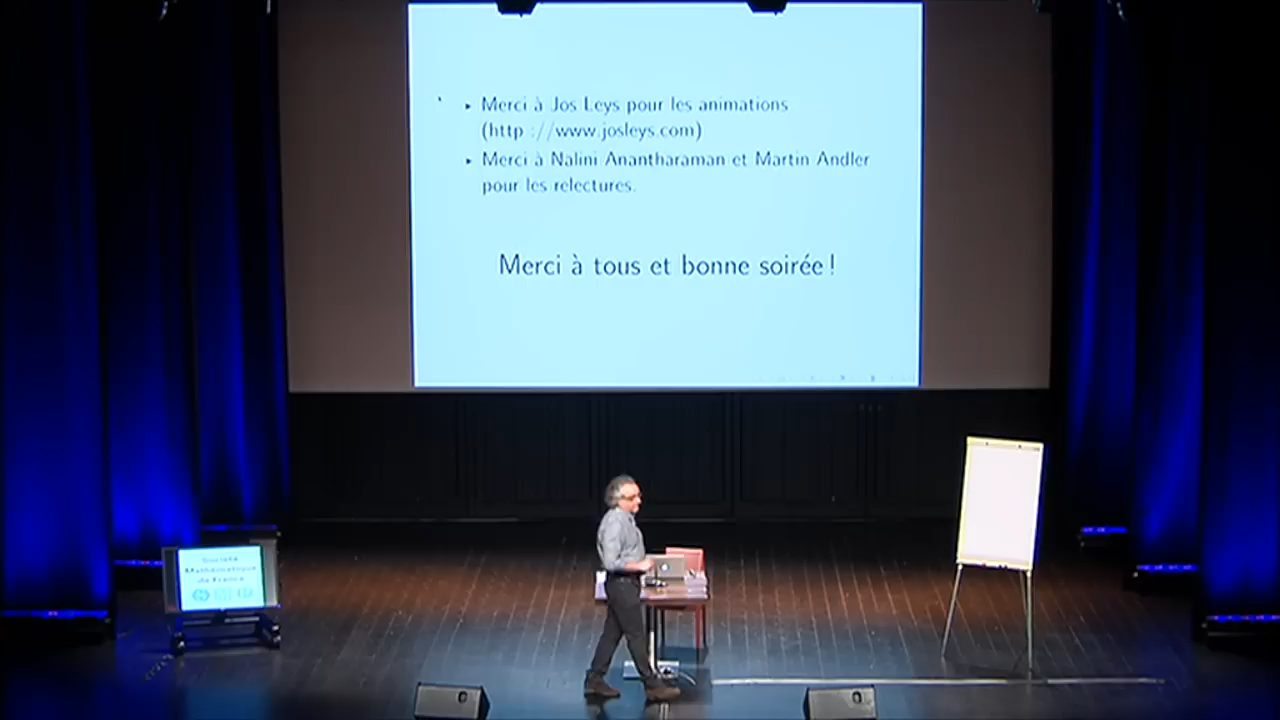 ▸ Merci à Jos Leys pour les animations
(http ://www.josleys.com)
▸ Merci à Nalini Anantharaman et Martin Andler
pour les relectures.
Merci à tous et bonne soirée !
Société
Mathématique
de France